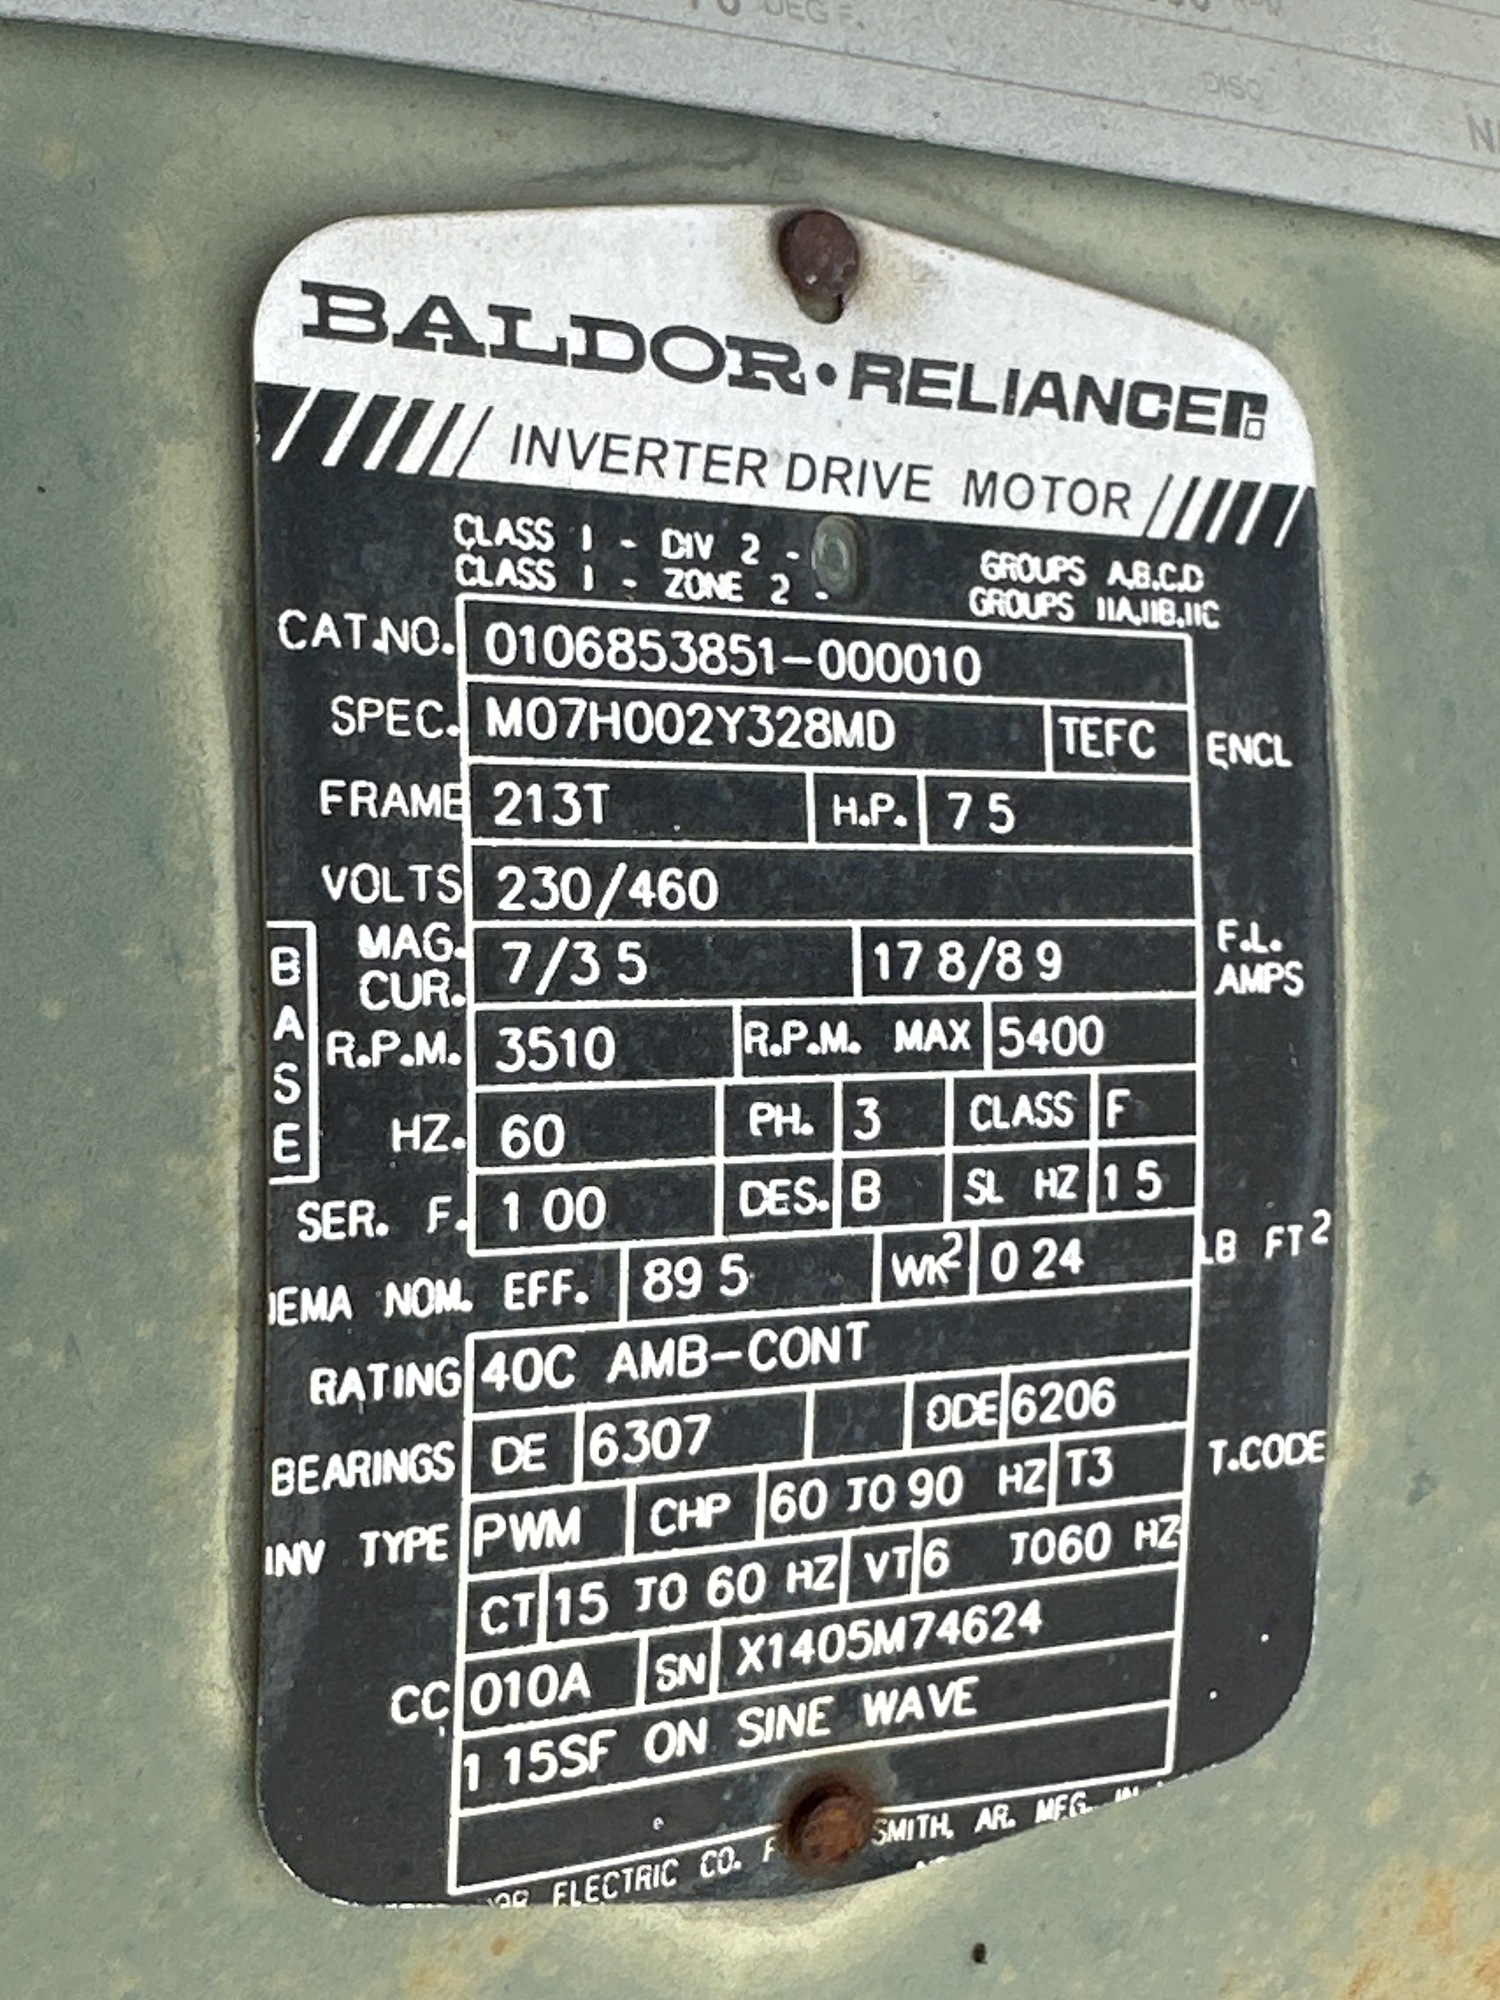 DEG F.
DISC
BALDOR • RELIANCE
INVERTER DRIVE MOTOR
CLASS I - DIV 2 - GROUPS A,B,C,D
CLASS I - ZONE 2 - GROUPS IIA,IIB,IIC
CAT.NO. 0106853851-000010
SPEC. M07H002Y328MD TEFC ENCL
FRAME 213T H.P. 7 5
VOLTS 230/460
BASE
MAG. CUR. 7/3 5 17 8/8 9 F.L. AMPS
R.P.M. 3510 R.P.M. MAX 5400
HZ. 60 PH. 3 CLASS F
SER. F. 1 00 DES. B SL HZ 1 5
EMA NOM. EFF. 89 5 WK2 0 24 LB FT2
RATING 40C AMB-CONT
BEARINGS DE 6307 ODE 6206
INV TYPE PWM CHP 60 TO 90 HZ T3 T.CODE
CT 15 TO 60 HZ VT 6 TO60 HZ
CC 010A SN X1405M74624
1 15SF ON SINE WAVE
OR ELECTRIC CO. F SMITH, AR. MFG. IN